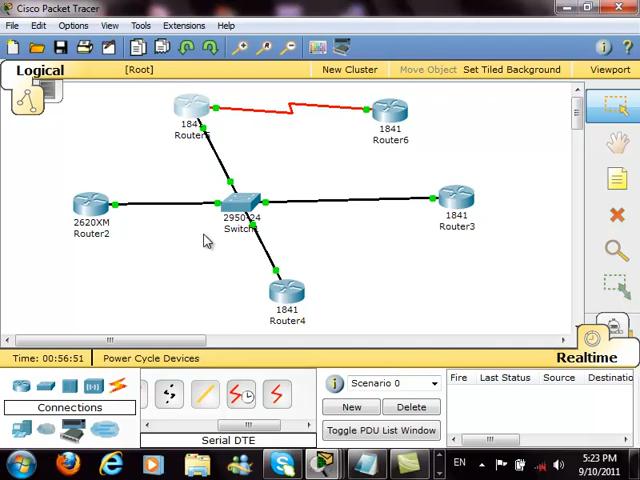 Cisco Packet Tracer
File Edit Options View Tools Extensions Help
Logical [Root] New Cluster Move Object Set Tiled Background Viewport
1841
1841
Router6
2620XM
Router2
2950-24
1841
Router3
1841
Router4
Time: 00:56:51 Power Cycle Devices Realtime
Connections
Serial DTE
Scenario 0
New Delete
Toggle PDU List Window
Fire Last Status Source Destinatio
EN
5:23 PM
9/10/2011